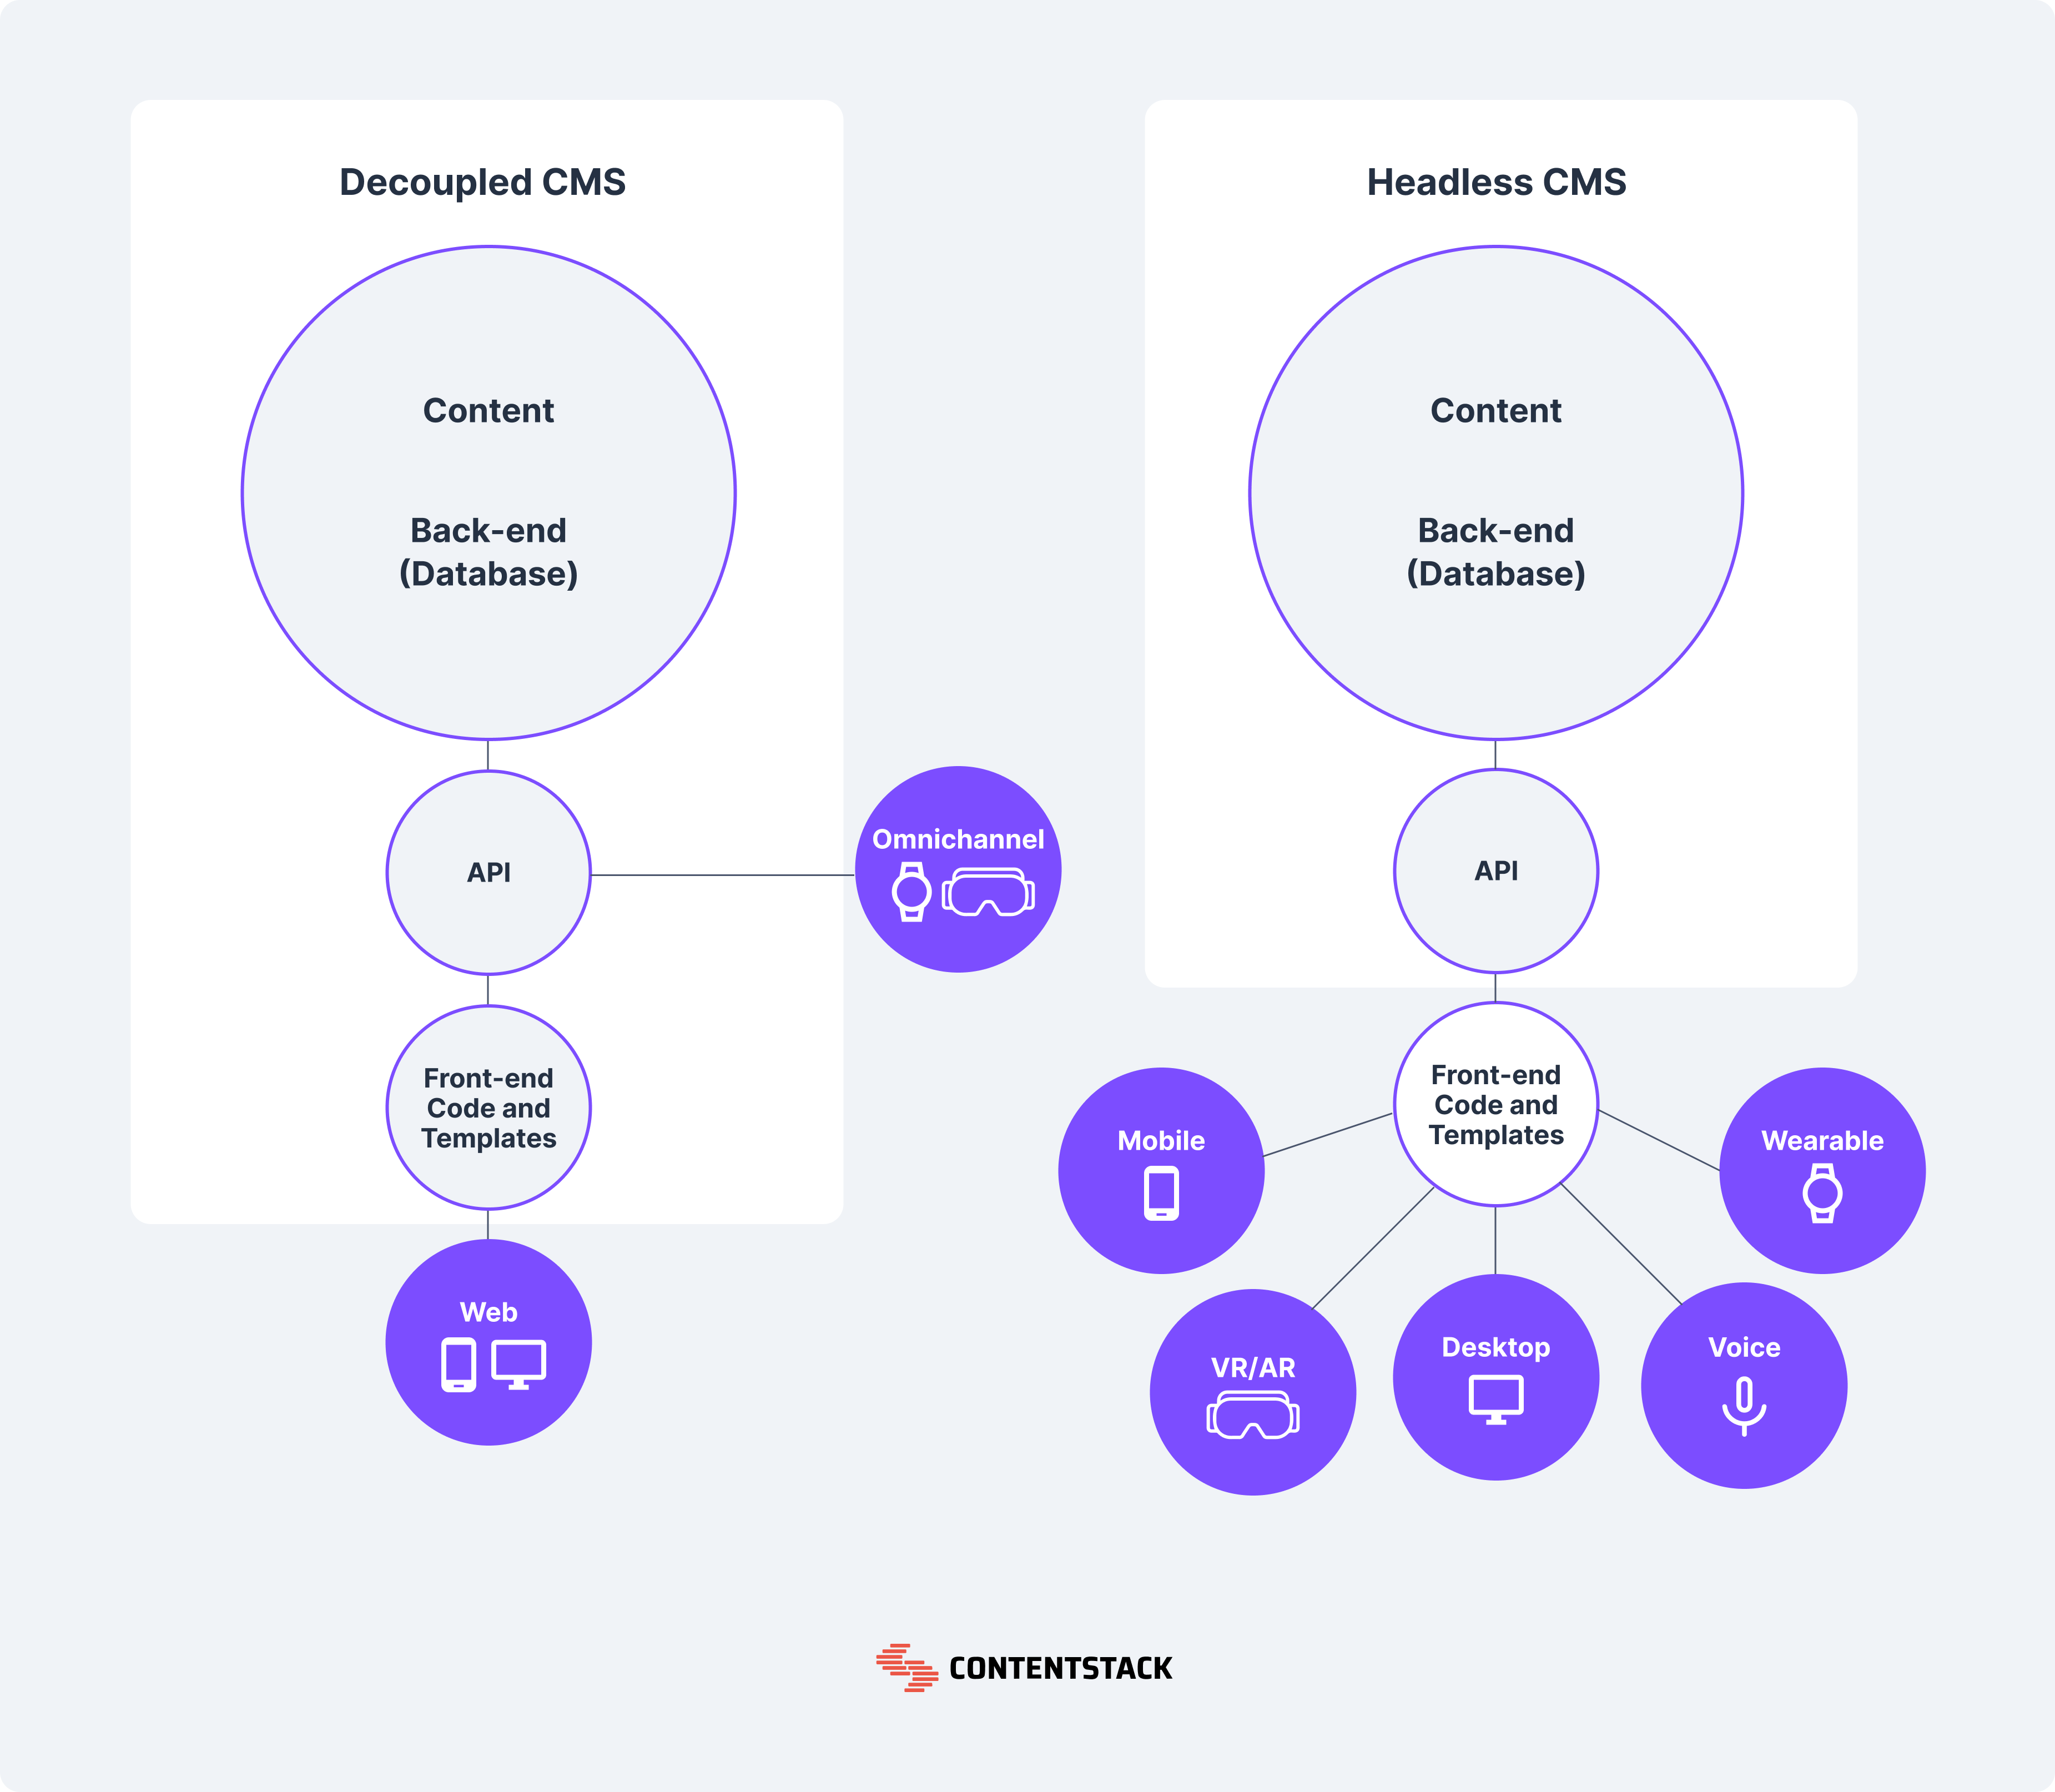 Decoupled CMS
Content
Back-end
(Database)
API
Omnichannel
Front-end
Code and
Templates
Web
Headless CMS
Content
Back-end
(Database)
API
Front-end
Code and
Templates
Mobile
Wearable
VR/AR
Desktop
Voice
CONTENTSTACK